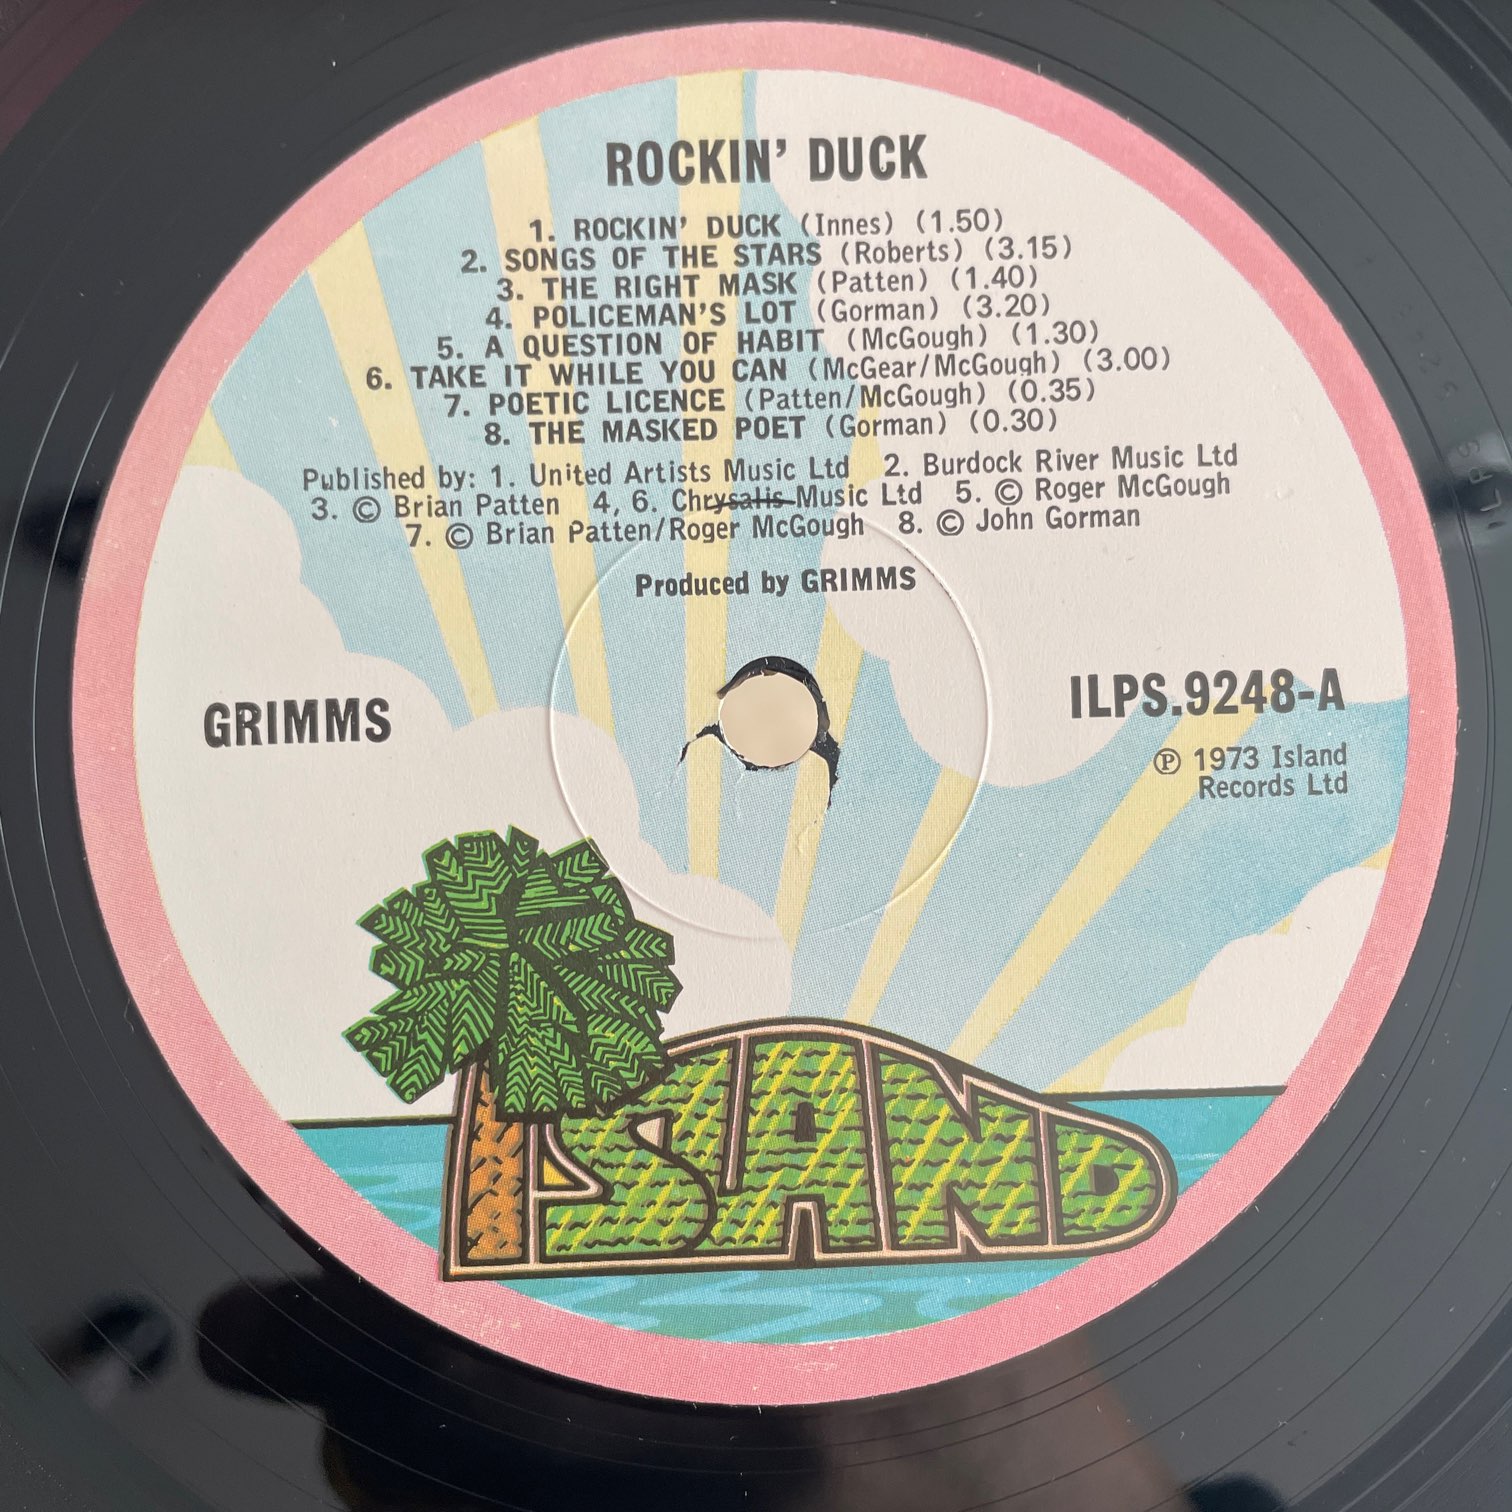 ROCKIN' DUCK
1. ROCKIN' DUCK (Innes) (1.50)
2. SONGS OF THE STARS (Roberts) (3.15)
3. THE RIGHT MASK (Patten) (1.40)
4. POLICEMAN'S LOT (Gorman) (3.20)
5. A QUESTION OF HABIT (McGough) (1.30)
6. TAKE IT WHILE YOU CAN (McGear/McGough) (3.00)
7. POETIC LICENCE (Patten/McGough) (0.35)
8. THE MASKED POET (Gorman) (0.30)
Published by: 1. United Artists Music Ltd 2. Burdock River Music Ltd
3. © Brian Patten 4, 6. Chrysalis Music Ltd 5. © Roger McGough
7. © Brian Patten/Roger McGough 8. © John Gorman
Produced by GRIMMS
GRIMMS
ILPS.9248-A
℗ 1973 Island
Records Ltd
ISLAND